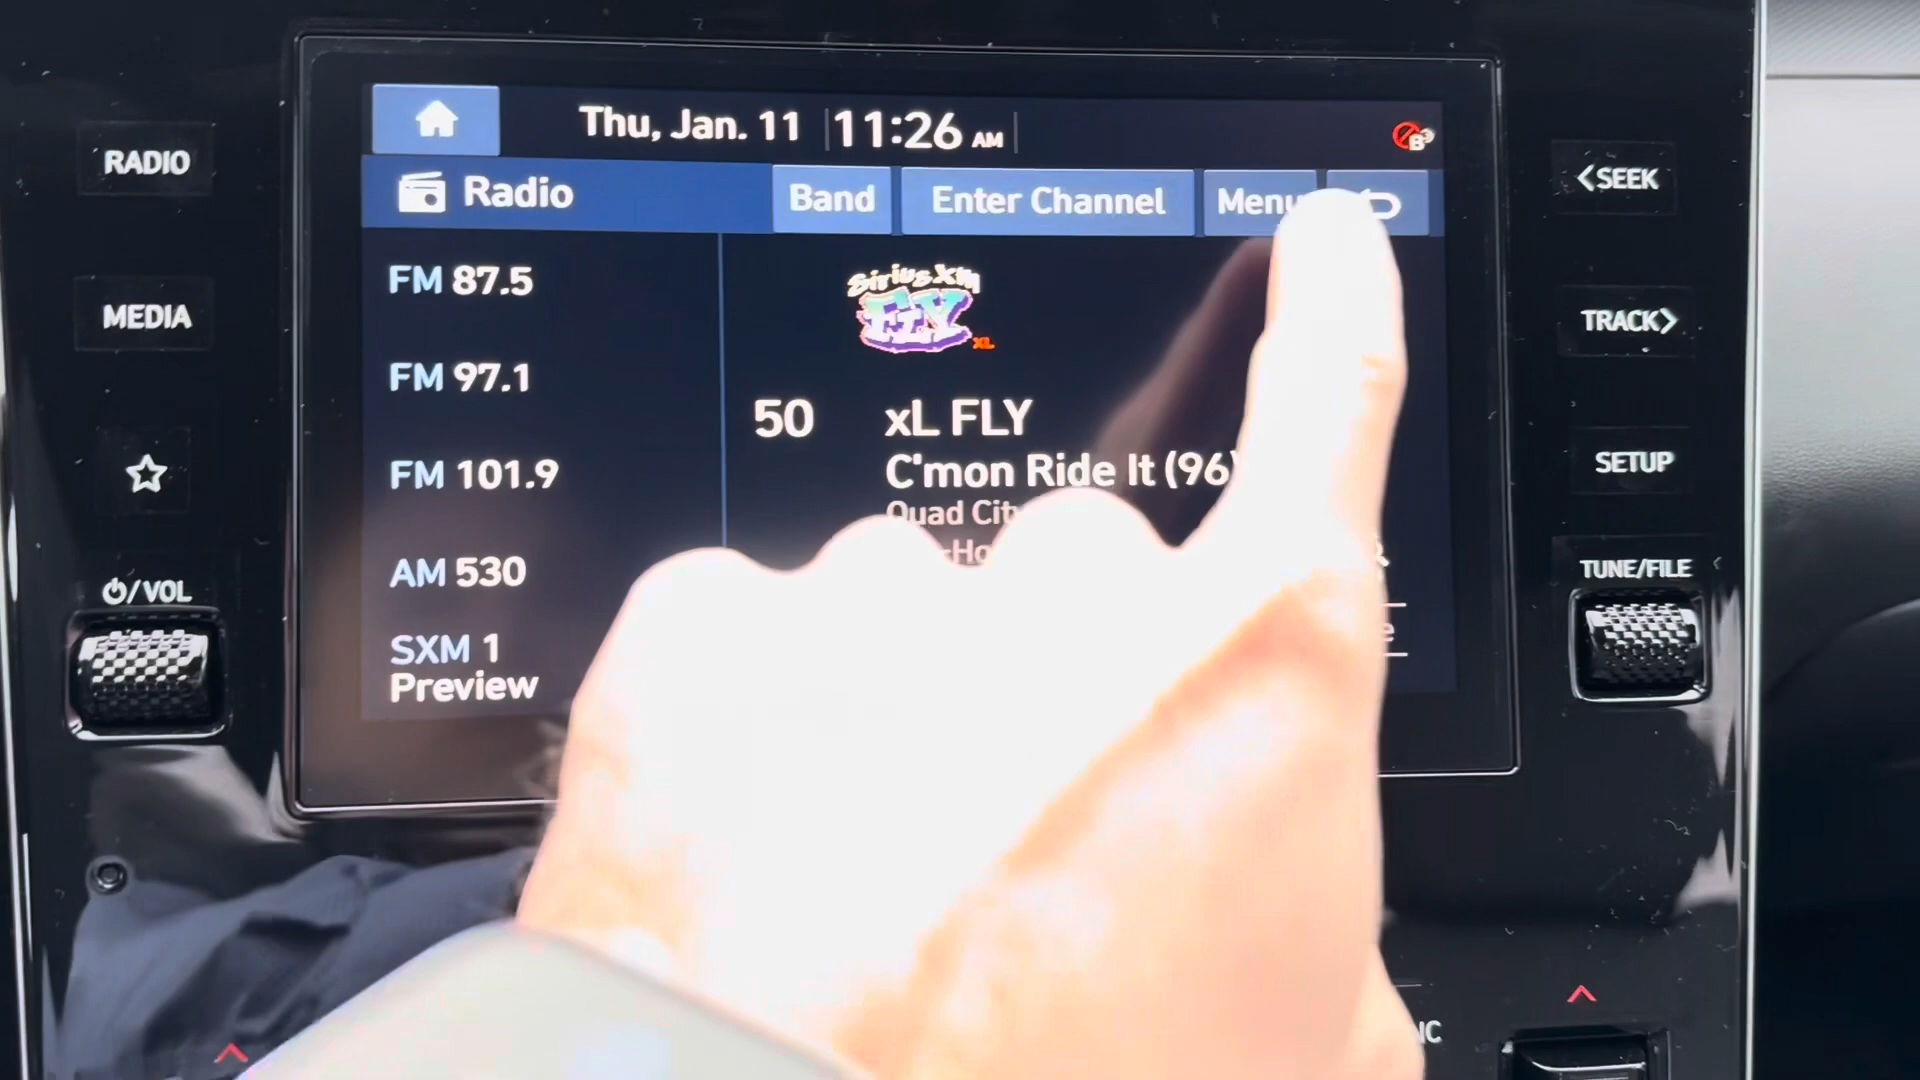 RADIO
MEDIA
⏻/VOL
Thu, Jan. 11
11:26 AM
B
Radio
Band
Enter Channel
Menu
FM 87.5
FM 97.1
FM 101.9
AM 530
SXM 1
Preview
SiriusXM
FLY
XL
50
xL FLY
C'mon Ride It (96)
Quad Cit
-Ho
e
<SEEK
TRACK>
SETUP
TUNE/FILE
NC